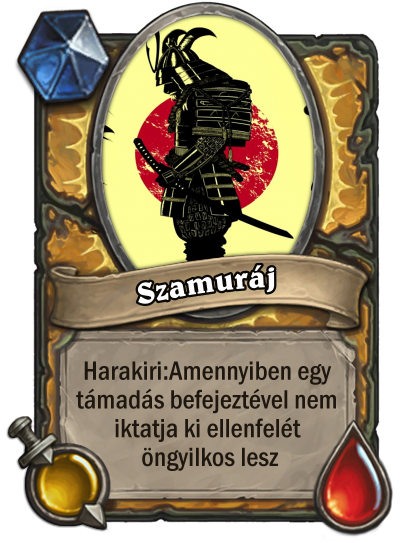 Szamuráj
Harakiri:Amennyiben egy
támadás befejeztével nem
iktatja ki ellenfelét
öngyilkos lesz